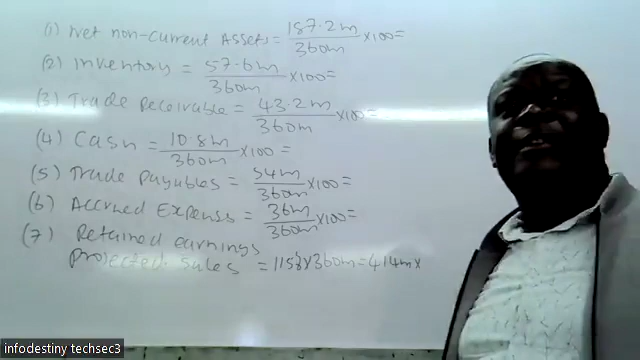 (1) Net non-current Assets = 187.2m/360m x100=
(2) Inventory = 57.6m/360m x100=
(3) Trade receivable = 43.2m/360m x100=
(4) Cash = 10.8m/360m x100 =
(5) Trade payables = 54m/360m x100=
(6) Accrued Expenses = 36m/360m x100=
(7) Retained earnings
projected sales = 115% x 360m = 414m x
infodestiny techsec3